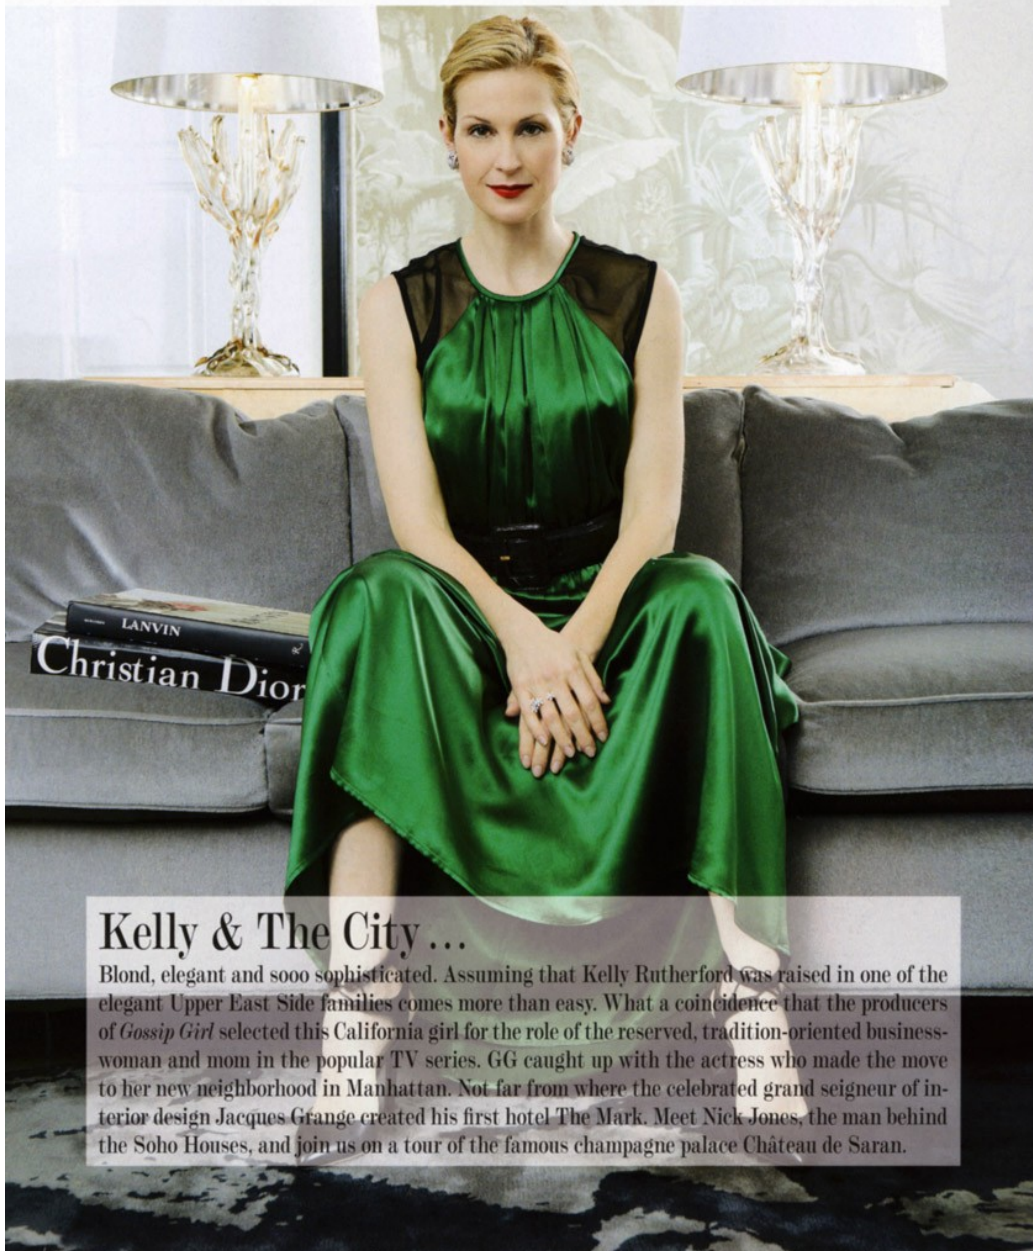 LANVIN
Christian Dior
Kelly & The City ...
Blond, elegant and sooo sophisticated. Assuming that Kelly Rutherford was raised in one of the
elegant Upper East Side families comes more than easy. What a coincidence that the producers
of Gossip Girl selected this California girl for the role of the reserved, tradition-oriented business-
woman and mom in the popular TV series. GG caught up with the actress who made the move
to her new neighborhood in Manhattan. Not far from where the celebrated grand seigneur of in-
terior design Jacques Grange created his first hotel The Mark. Meet Nick Jones, the man behind
the Soho Houses, and join us on a tour of the famous champagne palace Château de Saran.